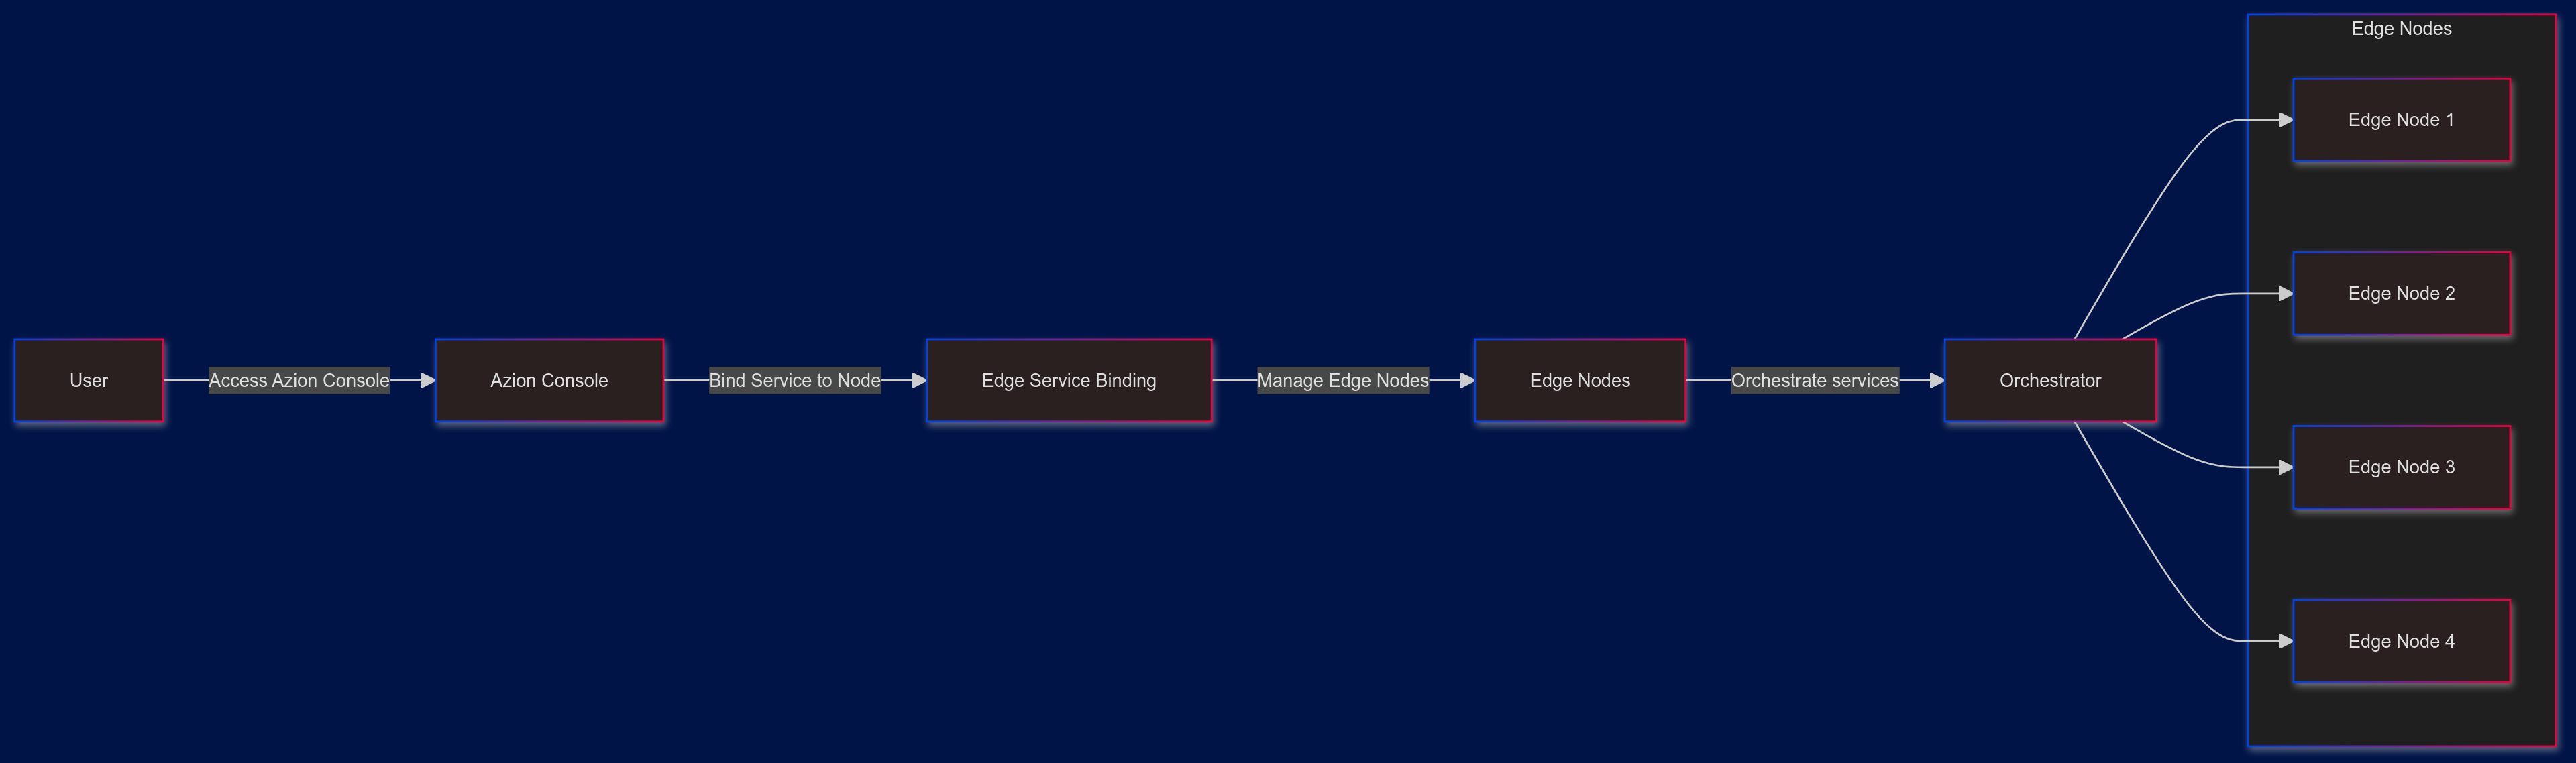 Edge Nodes
Edge Node 1
Edge Node 2
User
Access Azion Console
Azion Console
Bind Service to Node
Edge Service Binding
Manage Edge Nodes
Edge Nodes
Orchestrate services
Orchestrator
Edge Node 3
Edge Node 4